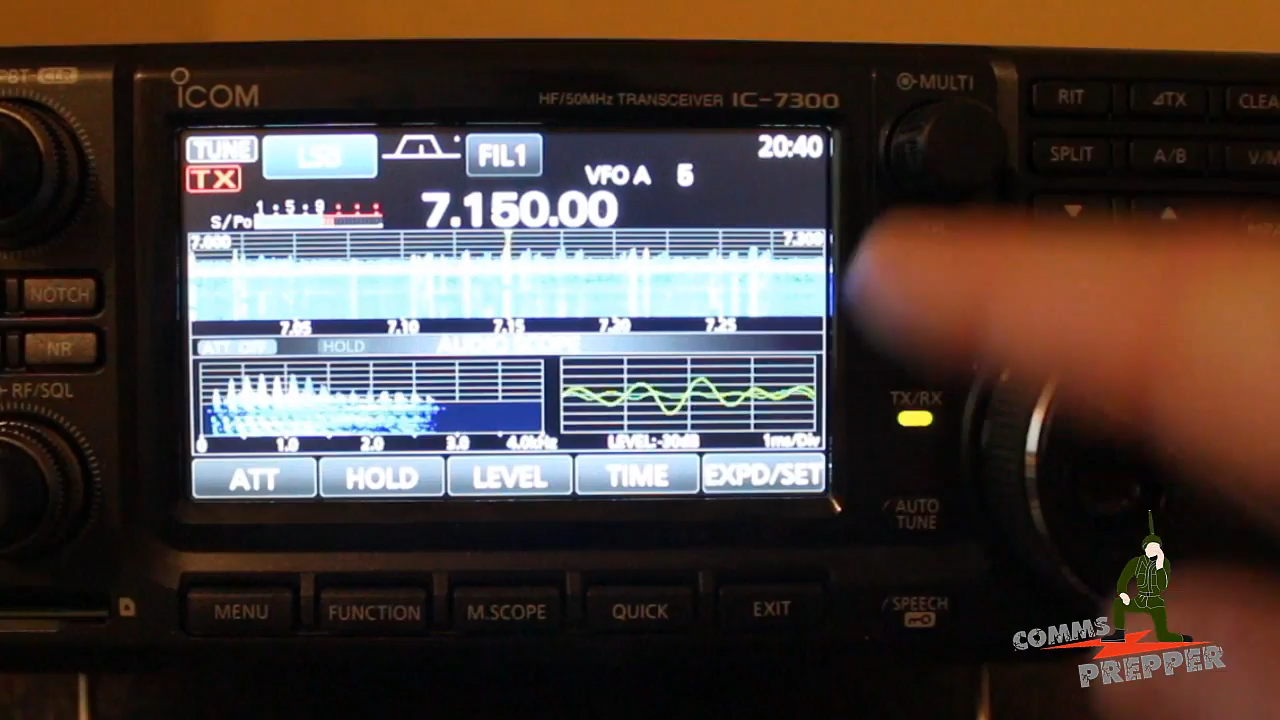 PBT CLR
ICOM
HF/50MHz TRANSCEIVER IC-7300
MULTI
RIT
⊿TX
CLEA
SPLIT
A/B
V/M
TUNE
LSB
FIL1
20:40
TX
VFO A 5
1 5 9
S/Po
7.150.00
7.000
7.300
NOTCH
7.05 7.10 7.15 7.20 7.25
NR
ATT OFF
HOLD
AUDIO SCOPE
RF/SQL
TX/RX
0 1.0 2.0 3.0 4.0kHz
LEVEL:-30dB
1ms/Div
ATT
HOLD
LEVEL
TIME
EXPD/SET
AUTO
TUNE
MENU
FUNCTION
M.SCOPE
QUICK
EXIT
SPEECH
COMMS
PREPPER